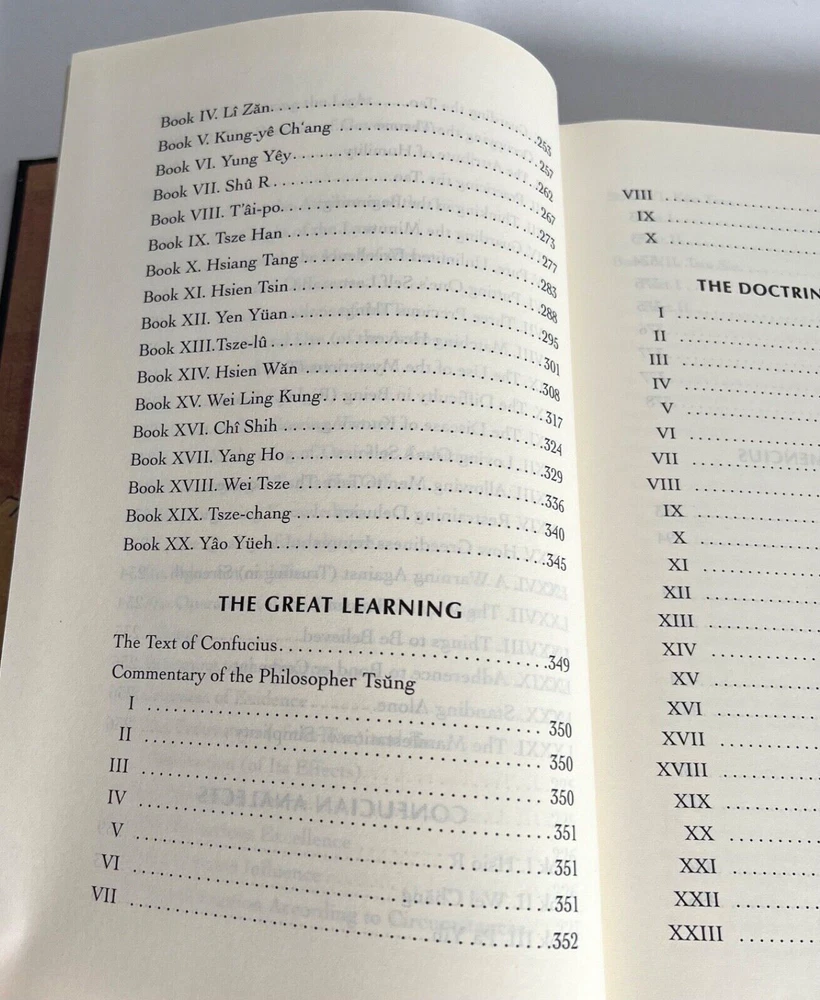 Book IV. Lî Zăn. . . . . . . . . . . . . . . . . . . . . . . . . . . . . . .253
Book V. Kung-yê Ch'ang . . . . . . . . . . . . . . . . . . . . . . . .257
Book VI. Yung Yêy. . . . . . . . . . . . . . . . . . . . . . . . . . . . .262
Book VII. Shû R . . . . . . . . . . . . . . . . . . . . . . . . . . . . . .267
Book VIII. T'âi-po. . . . . . . . . . . . . . . . . . . . . . . . . . . . .273
Book IX. Tsze Han . . . . . . . . . . . . . . . . . . . . . . . . . . . .277
Book X. Hsiang Tang . . . . . . . . . . . . . . . . . . . . . . . . . .283
Book XI. Hsien Tsin . . . . . . . . . . . . . . . . . . . . . . . . . . .288
Book XII. Yen Yüan . . . . . . . . . . . . . . . . . . . . . . . . . . .295
Book XIII.Tsze-lû . . . . . . . . . . . . . . . . . . . . . . . . . . . . .301
Book XIV. Hsien Wăn . . . . . . . . . . . . . . . . . . . . . . . . . .308
Book XV. Wei Ling Kung. . . . . . . . . . . . . . . . . . . . . . . .317
Book XVI. Chî Shih . . . . . . . . . . . . . . . . . . . . . . . . . . .324
Book XVII. Yang Ho . . . . . . . . . . . . . . . . . . . . . . . . . . .329
Book XVIII. Wei Tsze . . . . . . . . . . . . . . . . . . . . . . . . . .336
Book XIX. Tsze-chang . . . . . . . . . . . . . . . . . . . . . . . . .340
Book XX. Yâo Yüeh . . . . . . . . . . . . . . . . . . . . . . . . . . .345
THE GREAT LEARNING
The Text of Confucius. . . . . . . . . . . . . . . . . . . . . . . . . .349
Commentary of the Philosopher Tsŭng
I . . . . . . . . . . . . . . . . . . . . . . . . . . . . . . . . . . . . . . 350
II . . . . . . . . . . . . . . . . . . . . . . . . . . . . . . . . . . . . . 350
III . . . . . . . . . . . . . . . . . . . . . . . . . . . . . . . . . . . . 350
IV . . . . . . . . . . . . . . . . . . . . . . . . . . . . . . . . . . . . 351
V . . . . . . . . . . . . . . . . . . . . . . . . . . . . . . . . . . . . .351
VI . . . . . . . . . . . . . . . . . . . . . . . . . . . . . . . . . . . . .351
VII . . . . . . . . . . . . . . . . . . . . . . . . . . . . . . . . . . . .352
VIII . . . . . . . . . . .
IX . . . . . . . . . . .
X . . . . . . . . . . .
THE DOCTRIN
I . . . . . . . . . . .
II . . . . . . . . . . .
III . . . . . . . . . . .
IV . . . . . . . . . . .
V . . . . . . . . . . .
VI . . . . . . . . . . .
VII . . . . . . . . . . .
VIII . . . . . . . . . . .
IX . . . . . . . . . . .
X . . . . . . . . . . .
XI . . . . . . . . . . .
XII . . . . . . . . . . .
XIII . . . . . . . . . . .
XIV . . . . . . . . . . .
XV . . . . . . . . . . .
XVI . . . . . . . . . . .
XVII . . . . . . . . . . .
XVIII . . . . . . . . . .
XIX . . . . . . . . . .
XX . . . . . . . . . .
XXI . . . . . . . . . .
XXII . . . . . . . . . .
XXIII . . . . . . . . .